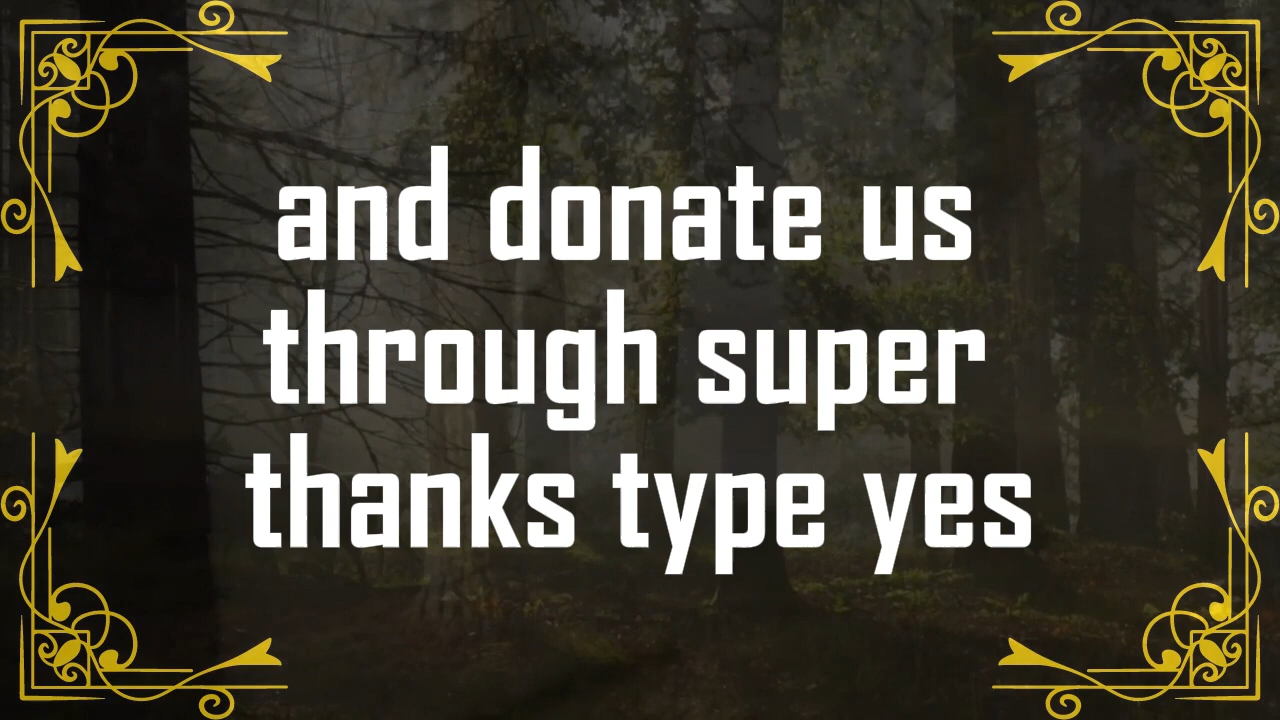 and donate us
through super
thanks type yes